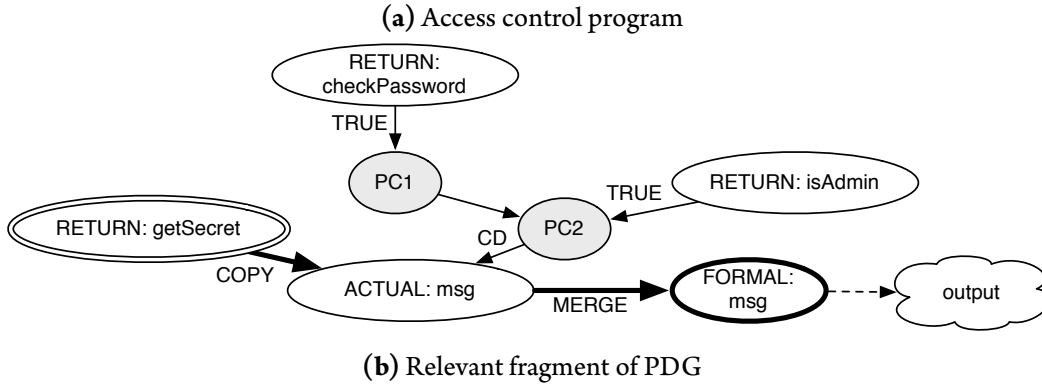 (a) Access control program
RETURN:
checkPassword
TRUE
PC1
TRUE
RETURN: isAdmin
RETURN: getSecret
PC2
CD
COPY
ACTUAL: msg
MERGE
FORMAL:
msg
output
(b) Relevant fragment of PDG